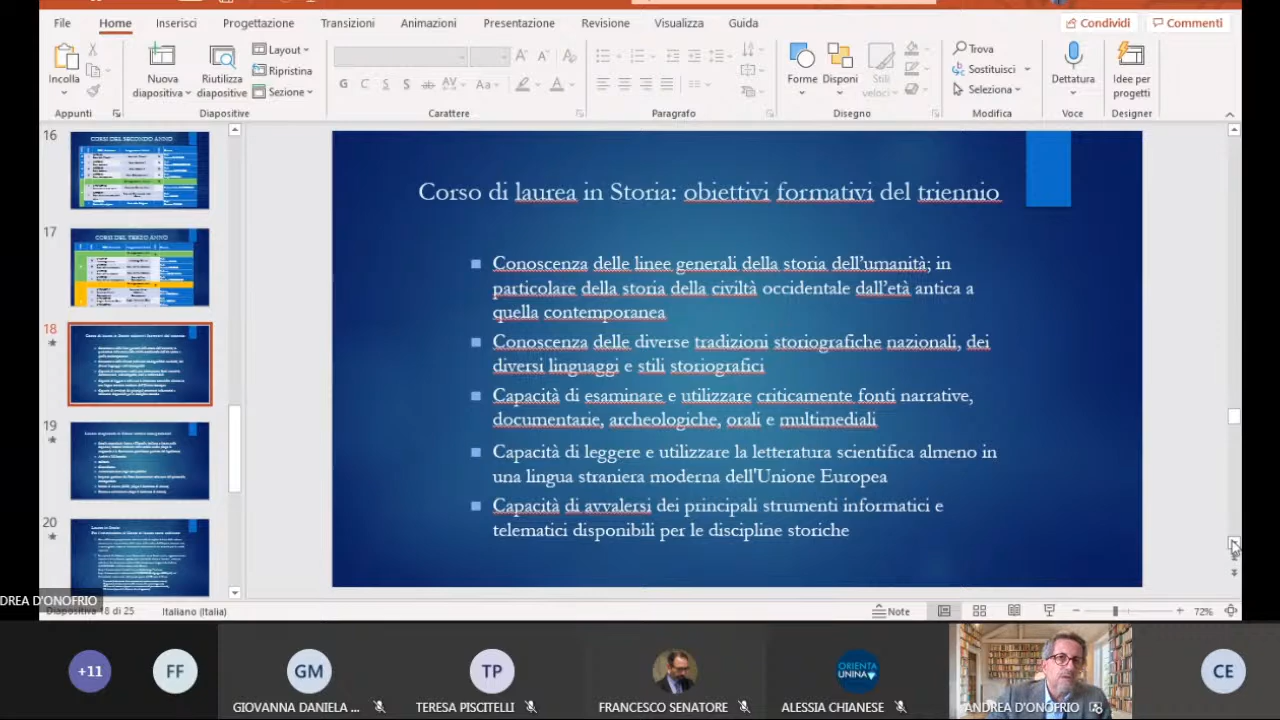 File Home Inserisci Progettazione Transizioni Animazioni Presentazione Revisione Visualizza Guida Condividi Commenti
Incolla
Nuova diapositiva
Riutilizza diapositive
Layout
Ripristina
Sezione
G C S S ab AV Aa A
Forme
Disponi
Stili veloci
Trova
Sostituisci
Seleziona
Dettatura
Idee per progetti
Appunti Diapositive Carattere Paragrafo Disegno Modifica Voce Designer
16
CORSI DEL SECONDO ANNO
17
CORSI DEL TERZO ANNO
18
19
20
Corso di laurea in Storia: obiettivi formativi del triennio
Conoscenza delle linee generali della storia dell'umanità; in
particolare della storia della civiltà occidentale dall'età antica a
quella contemporanea
Conoscenza delle diverse tradizioni storiografiche nazionali, dei
diversi linguaggi e stili storiografici
Capacità di esaminare e utilizzare criticamente fonti narrative,
documentarie, archeologiche, orali e multimediali
Capacità di leggere e utilizzare la letteratura scientifica almeno in
una lingua straniera moderna dell'Unione Europea
Capacità di avvalersi dei principali strumenti informatici e
telematici disponibili per le discipline storiche
DREA D'ONOFRIO
Diapositiva 18 di 25 Italiano (Italia) Note 72%
+11 FF GM TP ORIENTA UNINA CE
GIOVANNA DANIELA ... TERESA PISCITELLI FRANCESCO SENATORE ALESSIA CHIANESE ANDREA D'ONOFRIO